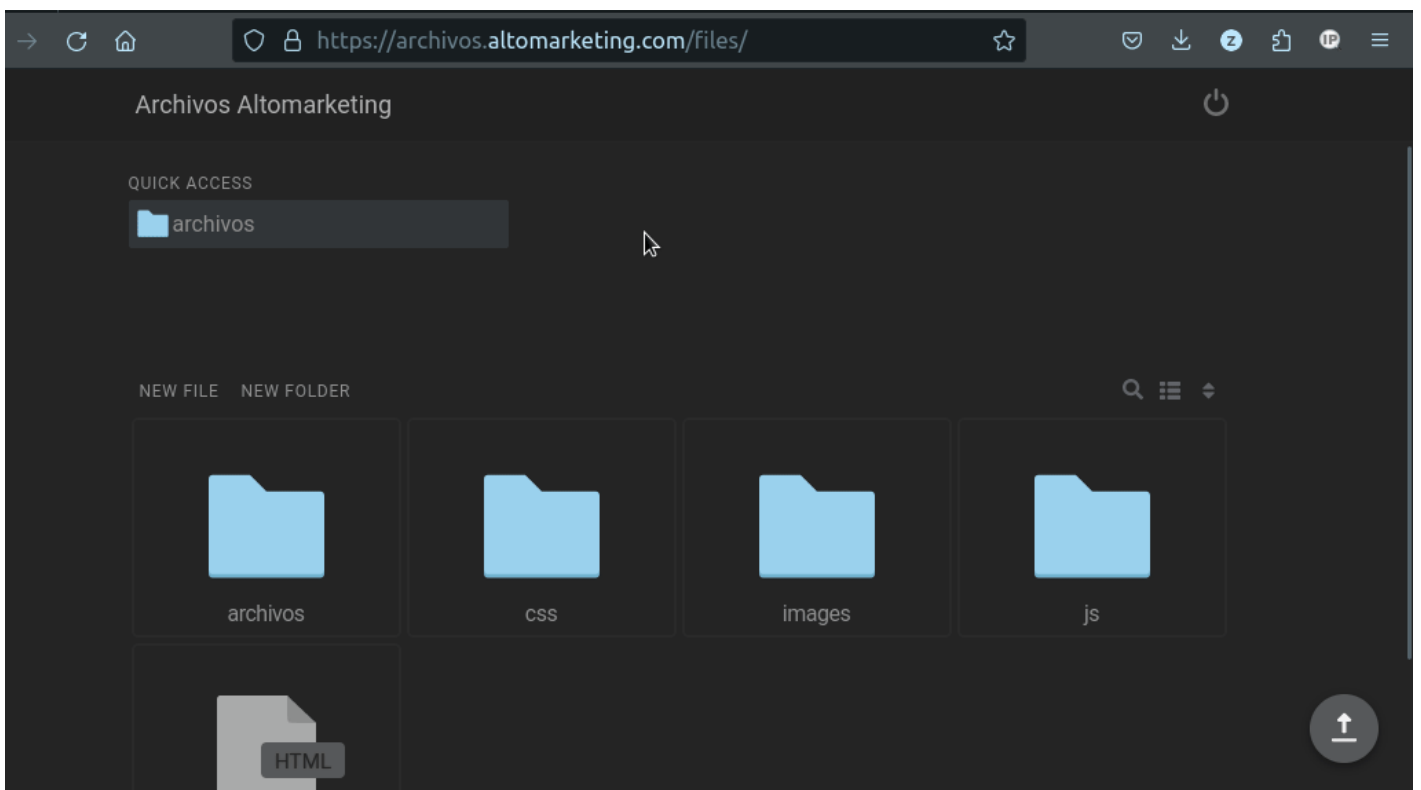 https://archivos.altomarketing.com/files/
Z
IP
Archivos Altomarketing
QUICK ACCESS
archivos
NEW FILE NEW FOLDER
archivos css images js
HTML